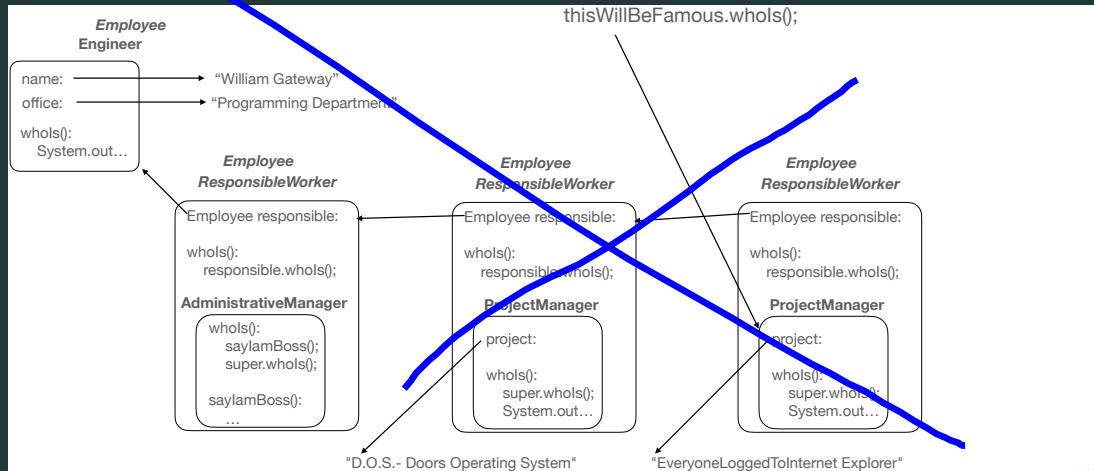 thisWillBeFamous.whoIs();
Employee
Engineer
name:
"William Gateway"
office:
"Programming Department"
whoIs():
System.out...
Employee
ResponsibleWorker
Employee responsible:
whoIs():
responsible.whoIs();
AdministrativeManager
whoIs():
sayIamBoss();
super.whoIs();
sayIamBoss():
...
Employee
ResponsibleWorker
Employee responsible:
whoIs():
responsible.whoIs();
ProjectManager
project:
whoIs():
super.whoIs();
System.out...
Employee
ResponsibleWorker
Employee responsible:
whoIs():
responsible.whoIs();
ProjectManager
project:
whoIs():
super.whoIs();
System.out...
"D.O.S.- Doors Operating System"
"EveryoneLoggedToInternet Explorer"